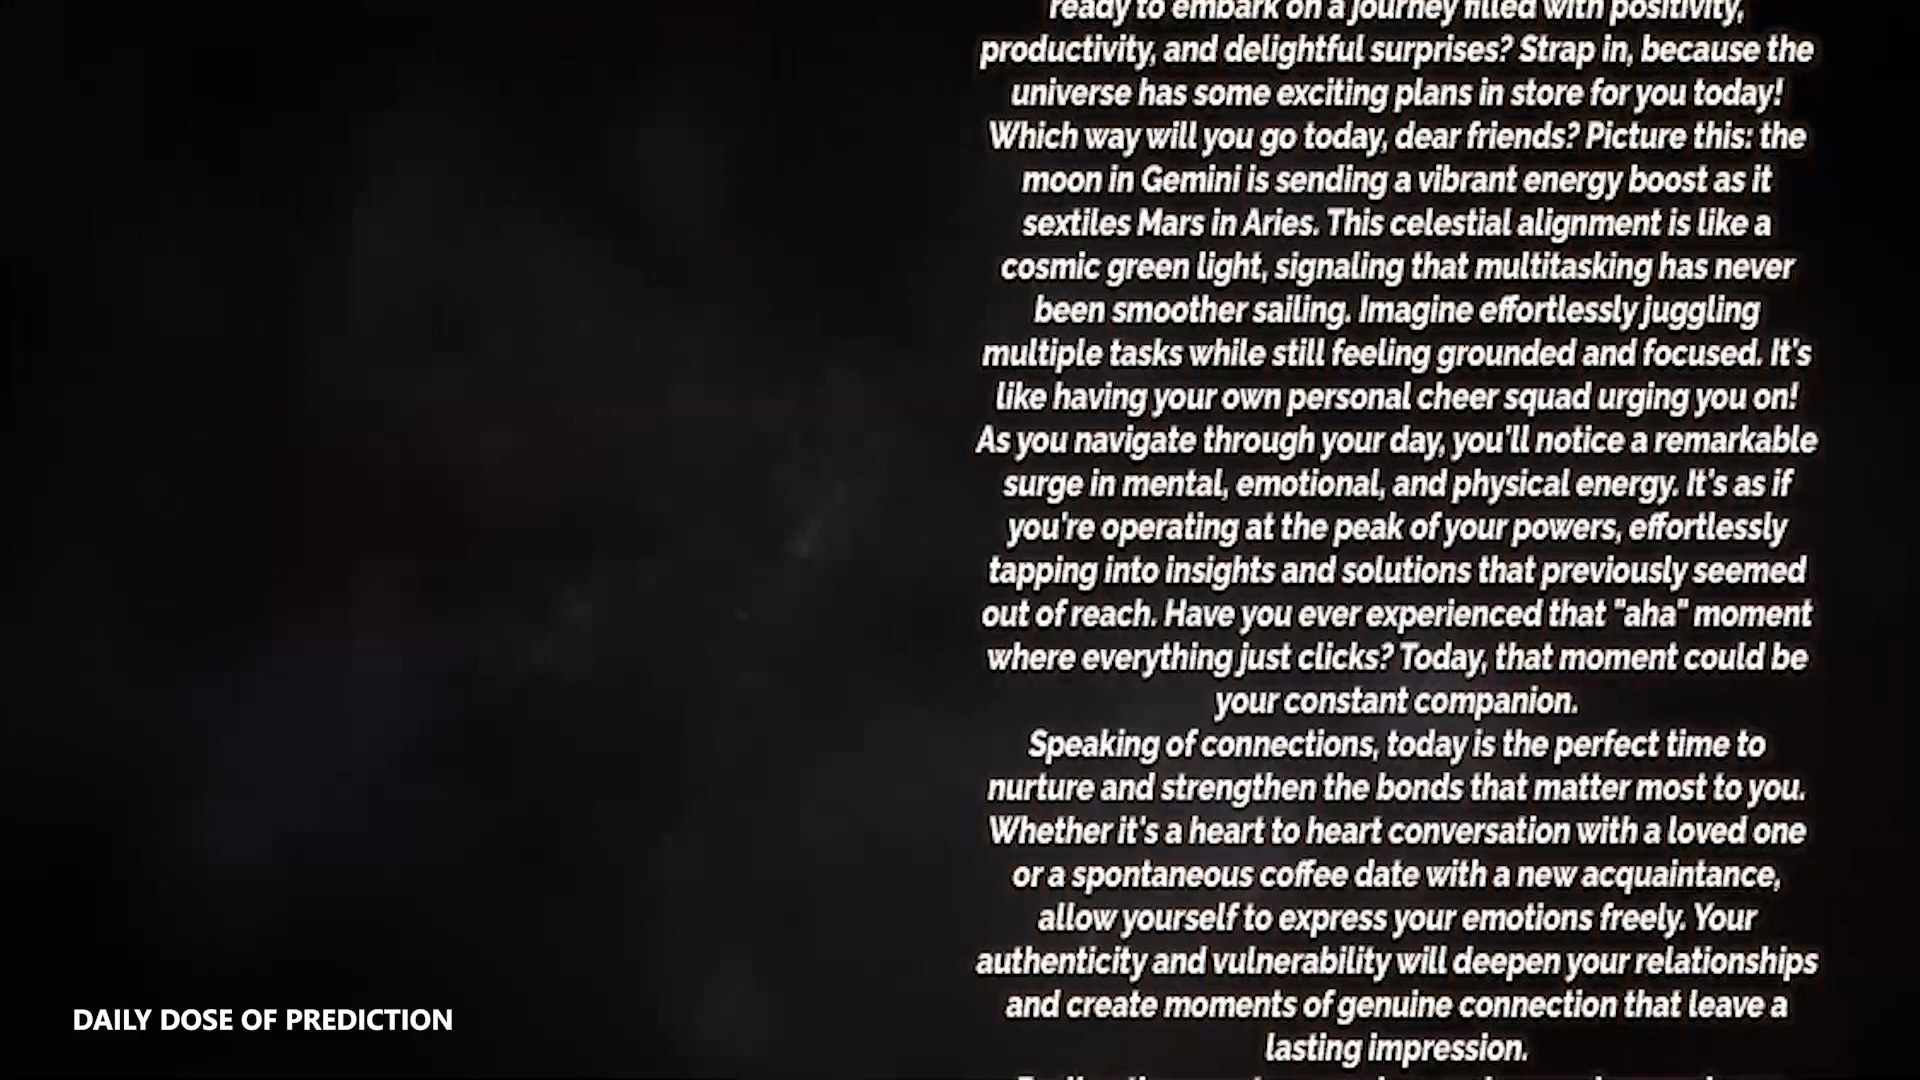 ready to embark on a journey filled with positivity,
productivity, and delightful surprises? Strap in, because the
universe has some exciting plans in store for you today!
Which way will you go today, dear friends? Picture this: the
moon in Gemini is sending a vibrant energy boost as it
sextiles Mars in Aries. This celestial alignment is like a
cosmic green light, signaling that multitasking has never
been smoother sailing. Imagine effortlessly juggling
multiple tasks while still feeling grounded and focused. It's
like having your own personal cheer squad urging you on!
As you navigate through your day, you'll notice a remarkable
surge in mental, emotional, and physical energy. It's as if
you're operating at the peak of your powers, effortlessly
tapping into insights and solutions that previously seemed
out of reach. Have you ever experienced that "aha" moment
where everything just clicks? Today, that moment could be
your constant companion.
Speaking of connections, today is the perfect time to
nurture and strengthen the bonds that matter most to you.
Whether it's a heart to heart conversation with a loved one
or a spontaneous coffee date with a new acquaintance,
allow yourself to express your emotions freely. Your
authenticity and vulnerability will deepen your relationships
and create moments of genuine connection that leave a
lasting impression.
DAILY DOSE OF PREDICTION